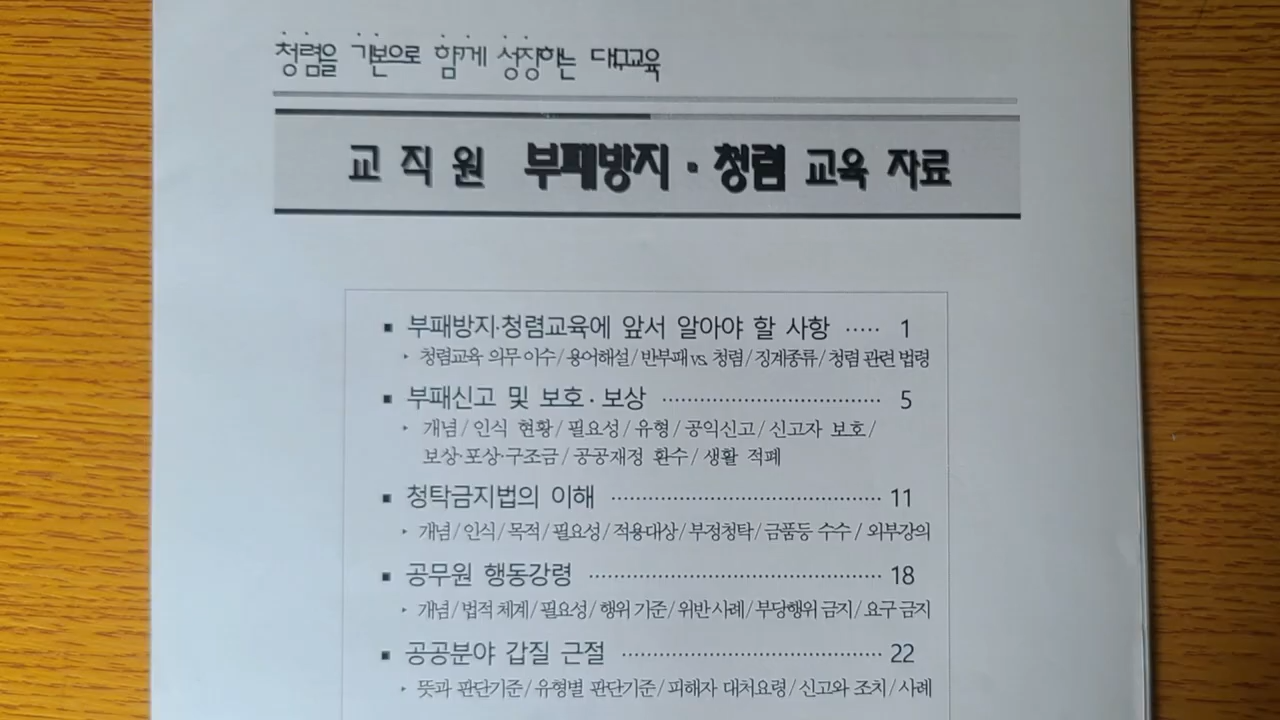 청렴을 기본으로 함께 성장하는 대구교육
교직원 부패방지·청렴 교육 자료
▪ 부패방지·청렴교육에 앞서 알아야 할 사항 ····· 1
‣ 청렴교육 의무 이수/용어해설/반부패 vs. 청렴/징계종류/청렴 관련 법령
▪ 부패신고 및 보호·보상 ··································· 5
‣ 개념/인식 현황/필요성/유형/공익신고/신고자 보호/
보상·포상·구조금/공공재정 환수/생활 적폐
▪ 청탁금지법의 이해 ··········································· 11
‣ 개념/인식/목적/필요성/적용대상/부정청탁/금품등 수수/ 외부강의
▪ 공무원 행동강령 ·············································· 18
‣ 개념/법적 체계/필요성/행위 기준/위반 사례/부당행위 금지/요구 금지
▪ 공공분야 갑질 근절 ········································· 22
‣ 뜻과 판단기준/유형별 판단기준/피해자 대처요령/신고와 조치/사례